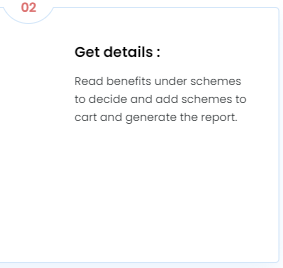 02
Get details :
Read benefits under schemes
to decide and add schemes to
cart and generate the report.